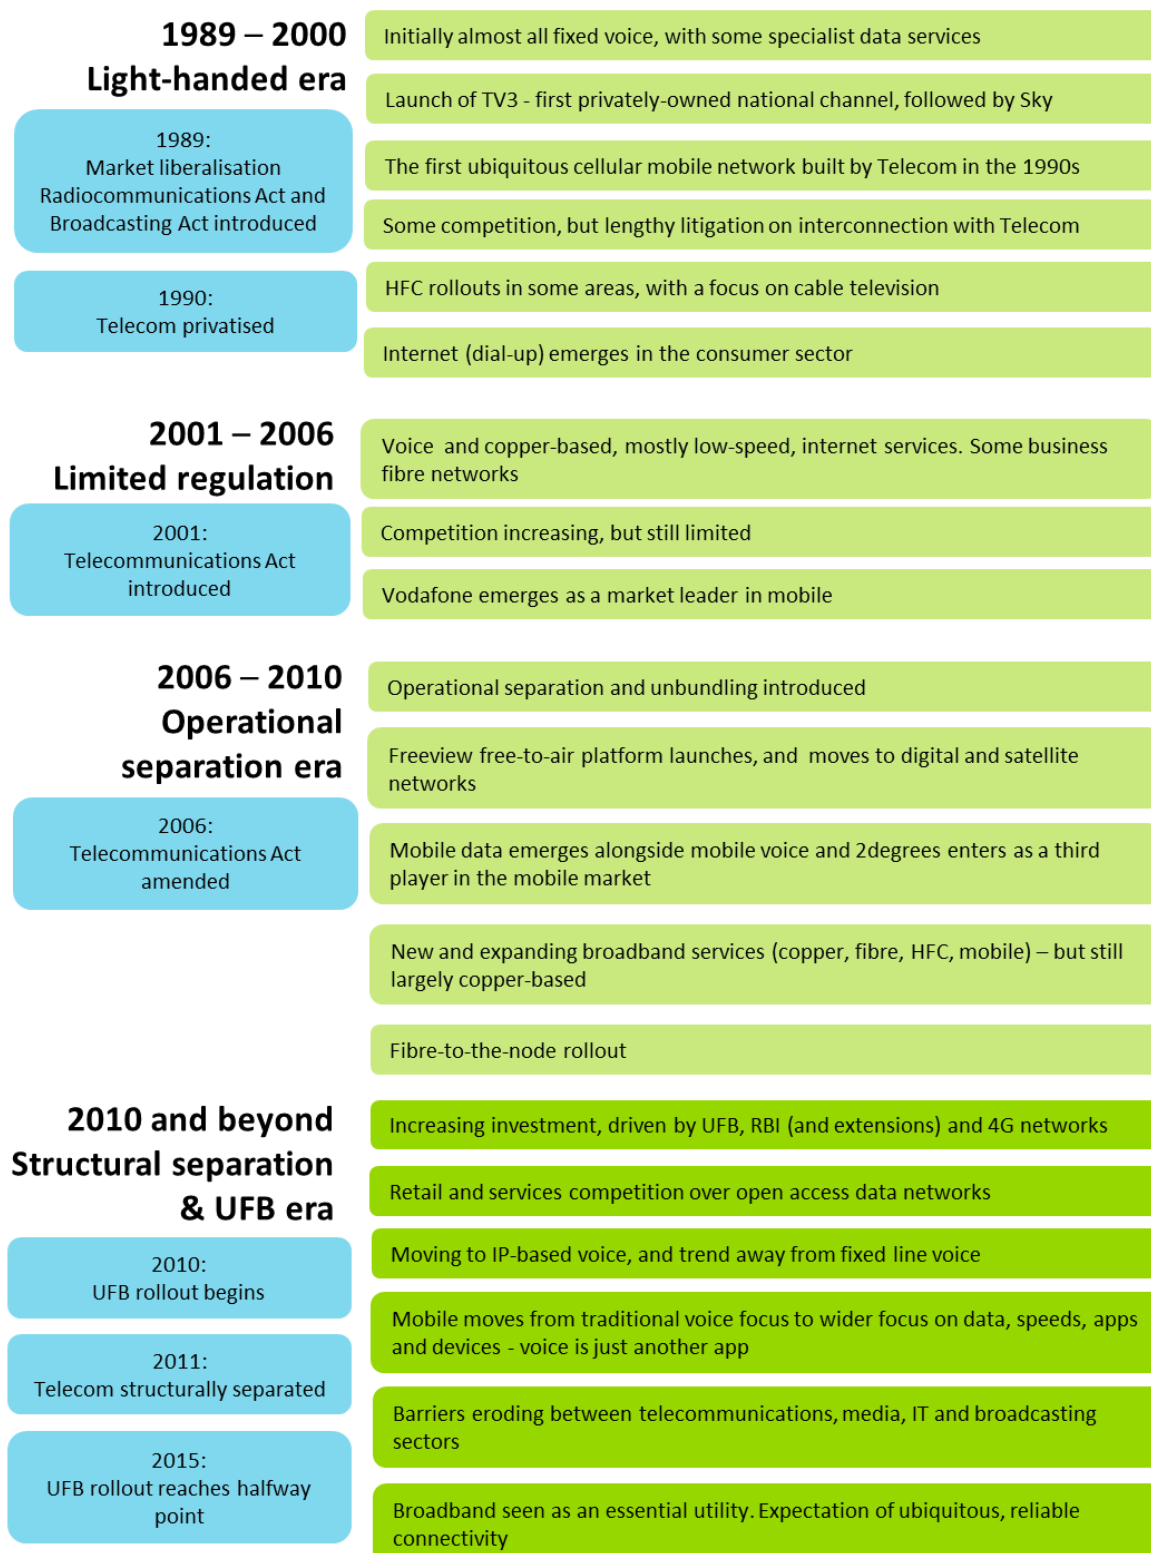 1989 – 2000
Light-handed era
1989:
Market liberalisation
Radiocommunications Act and
Broadcasting Act introduced
1990:
Telecom privatised
Initially almost all fixed voice, with some specialist data services
Launch of TV3 - first privately-owned national channel, followed by Sky
The first ubiquitous cellular mobile network built by Telecom in the 1990s
Some competition, but lengthy litigation on interconnection with Telecom
HFC rollouts in some areas, with a focus on cable television
Internet (dial-up) emerges in the consumer sector
2001 – 2006
Limited regulation
2001:
Telecommunications Act
introduced
Voice and copper-based, mostly low-speed, internet services. Some business
fibre networks
Competition increasing, but still limited
Vodafone emerges as a market leader in mobile
2006 – 2010
Operational
separation era
2006:
Telecommunications Act
amended
Operational separation and unbundling introduced
Freeview free-to-air platform launches, and moves to digital and satellite
networks
Mobile data emerges alongside mobile voice and 2degrees enters as a third
player in the mobile market
New and expanding broadband services (copper, fibre, HFC, mobile) – but still
largely copper-based
Fibre-to-the-node rollout
2010 and beyond
Structural separation
& UFB era
2010:
UFB rollout begins
2011:
Telecom structurally separated
2015:
UFB rollout reaches halfway
point
Increasing investment, driven by UFB, RBI (and extensions) and 4G networks
Retail and services competition over open access data networks
Moving to IP-based voice, and trend away from fixed line voice
Mobile moves from traditional voice focus to wider focus on data, speeds, apps
and devices - voice is just another app
Barriers eroding between telecommunications, media, IT and broadcasting
sectors
Broadband seen as an essential utility. Expectation of ubiquitous, reliable
connectivity